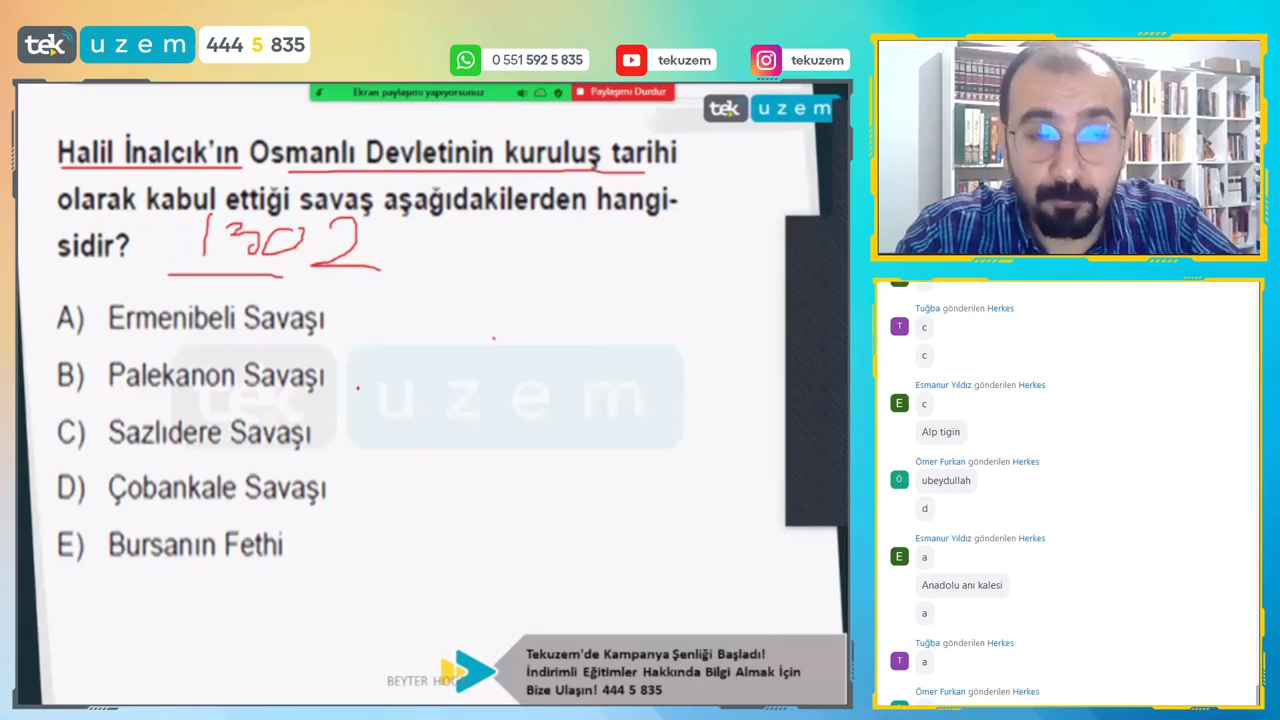 tek uzem 444 5 835
0 551 592 5 835 tekuzem tekuzem
Ekran paylaşımı yapıyorsunuz Paylaşımı Durdur
tek uzem
Halil İnalcık'ın Osmanlı Devletinin kuruluş tarihi
olarak kabul ettiği savaş aşağıdakilerden hangi-
sidir? 1302
A) Ermenibeli Savaşı
B) Palekanon Savaşı
C) Sazlıdere Savaşı
D) Çobankale Savaşı
E) Bursanın Fethi
tek uzem
BEYTER
Tekuzem'de Kampanya Şenliği Başladı!
İndirimli Eğitimler Hakkında Bilgi Almak İçin
Bize Ulaşın! 444 5 835
Tuğba gönderilen Herkes
T c
c
Esmanur Yıldız gönderilen Herkes
E c
Alp tigin
Ömer Furkan gönderilen Herkes
Ö ubeydullah
d
Esmanur Yıldız gönderilen Herkes
E a
Anadolu anı kalesi
a
Tuğba gönderilen Herkes
T a
Ömer Furkan gönderilen Herkes